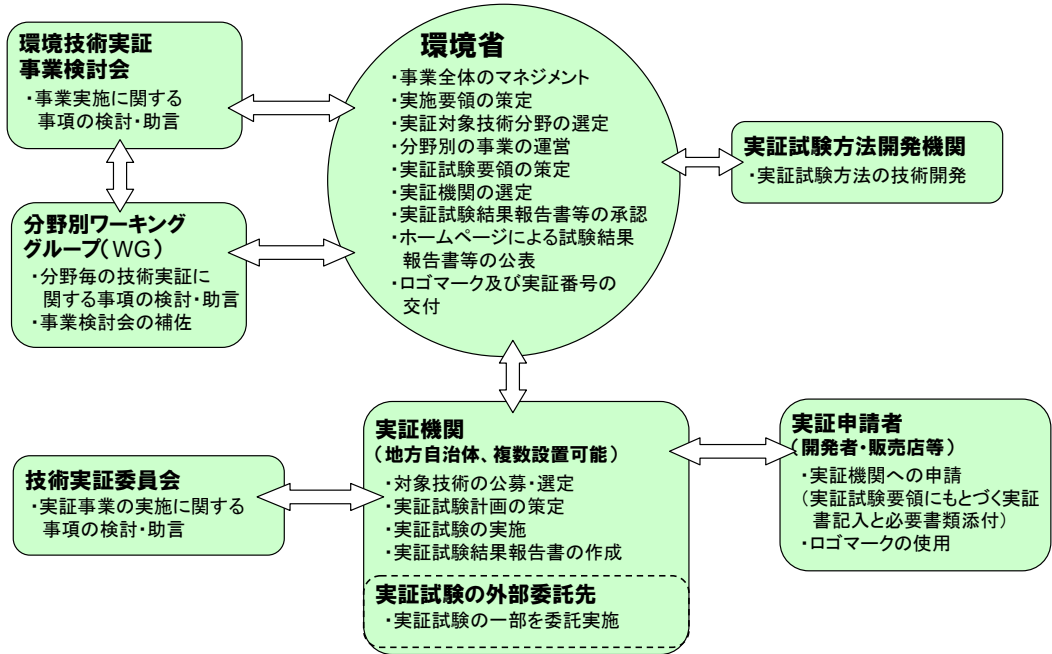 環境技術実証
事業検討会
・事業実施に関する
事項の検討・助言
分野別ワーキング
グループ(WG)
・分野毎の技術実証に
関する事項の検討・助言
・事業検討会の補佐
環境省
・事業全体のマネジメント
・実施要領の策定
・実証対象技術分野の選定
・分野別の事業の運営
・実証試験要領の策定
・実証機関の選定
・実証試験結果報告書等の承認
・ホームページによる試験結果
報告書等の公表
・ロゴマーク及び実証番号の
交付
実証試験方法開発機関
・実証試験方法の技術開発
技術実証委員会
・実証事業の実施に関する
事項の検討・助言
実証機関
(地方自治体、複数設置可能)
・対象技術の公募・選定
・実証試験計画の策定
・実証試験の実施
・実証試験結果報告書の作成
実証試験の外部委託先
・実証試験の一部を委託実施
実証申請者
(開発者・販売店等)
・実証機関への申請
(実証試験要領にもとづく実証
書記入と必要書類添付)
・ロゴマークの使用